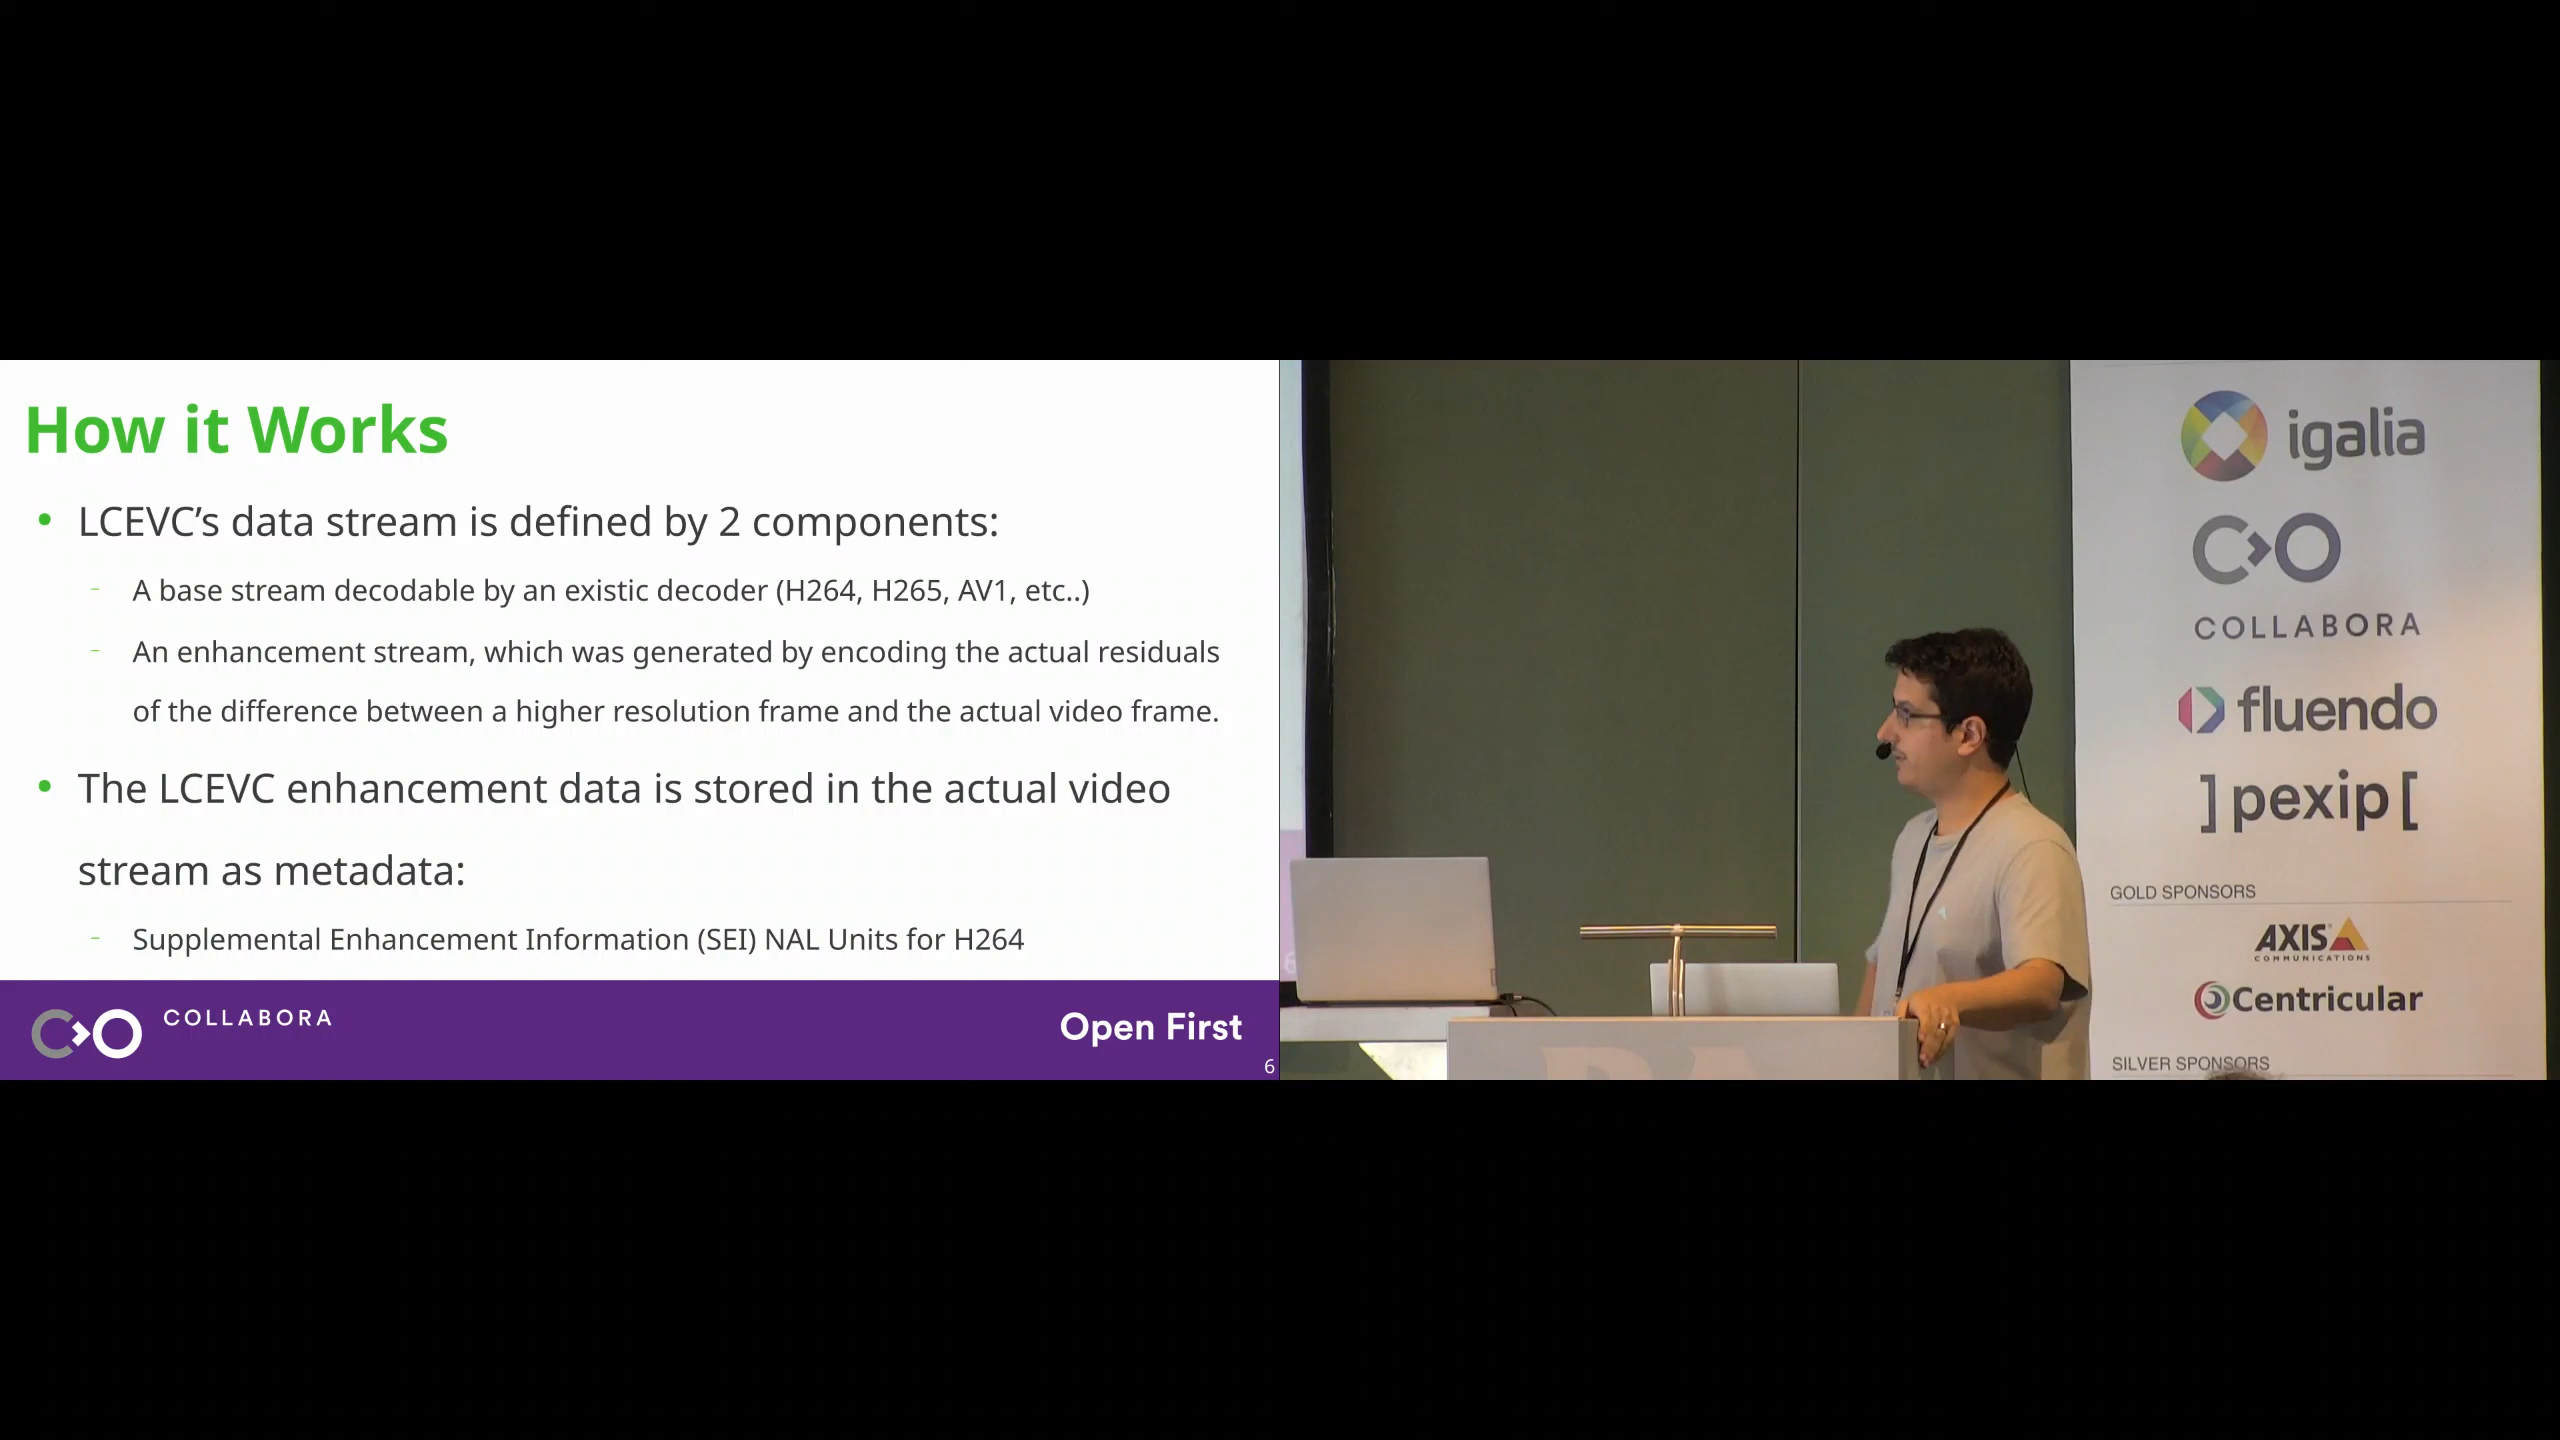 How it Works
• LCEVC’s data stream is defined by 2 components:
– A base stream decodable by an existic decoder (H264, H265, AV1, etc..)
– An enhancement stream, which was generated by encoding the actual residuals
of the difference between a higher resolution frame and the actual video frame.
• The LCEVC enhancement data is stored in the actual video
stream as metadata:
– Supplemental Enhancement Information (SEI) NAL Units for H264
COLLABORA
Open First
6
igalia
COLLABORA
fluendo
]pexip[
GOLD SPONSORS
AXIS
COMMUNICATIONS
Centricular
SILVER SPONSORS